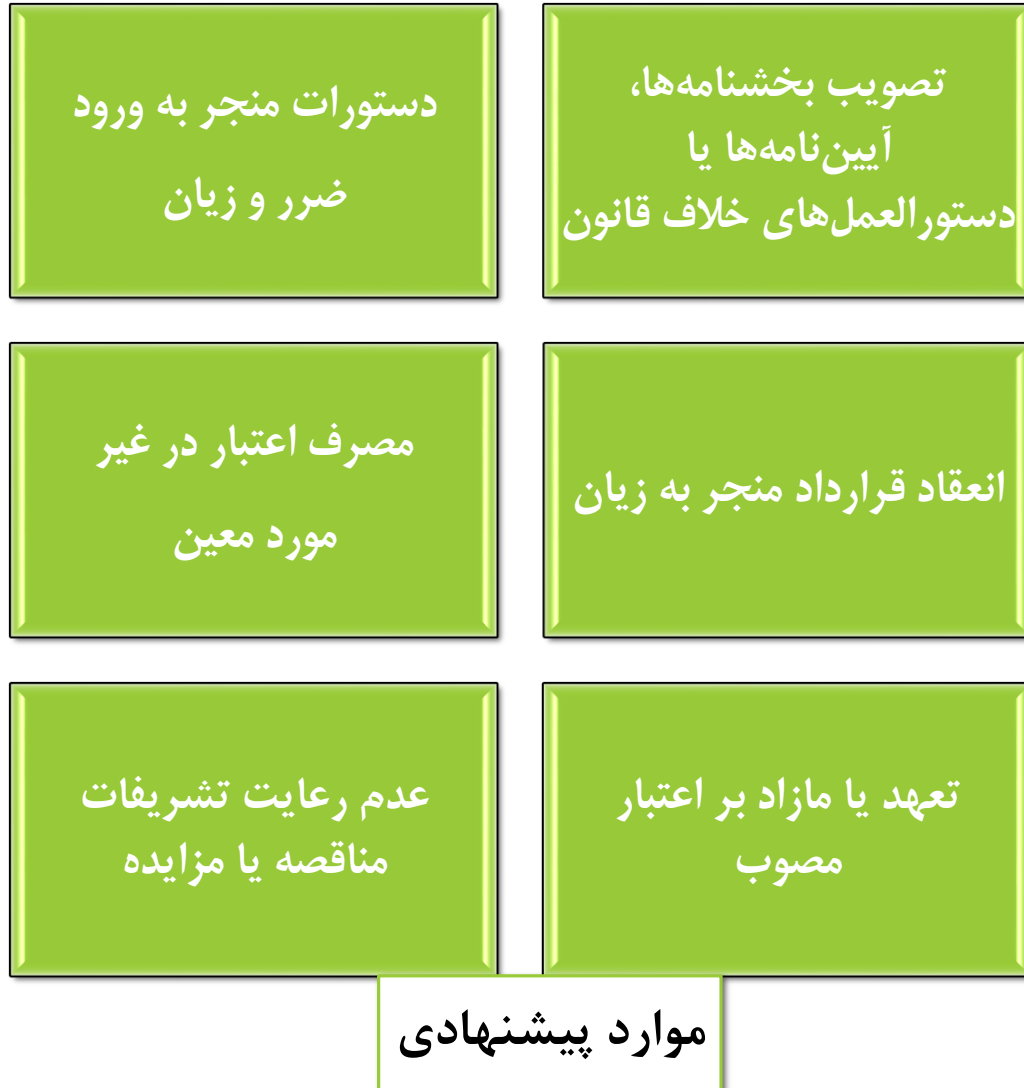 تصویب بخشنامه‌ها،
آیین‌نامه‌ها یا
دستورالعمل‌های خلاف قانون
دستورات منجر به ورود
ضرر و زیان
انعقاد قرارداد منجر به زیان
مصرف اعتبار در غیر
مورد معین
تعهد یا مازاد بر اعتبار
مصوب
عدم رعایت تشریفات
مناقصه یا مزایده
موارد پیشنهادی